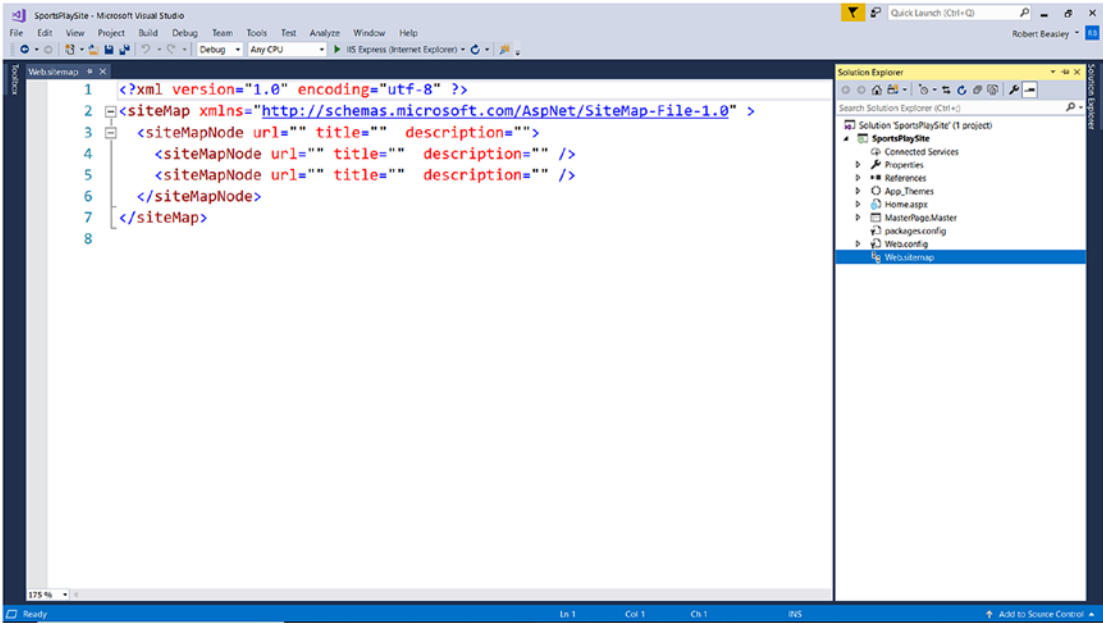 SportsPlaySite - Microsoft Visual Studio
Quick Launch (Ctrl+Q)
File Edit View Project Build Debug Team Tools Test Analyze Window Help
Robert Beasley
RB
Debug Any CPU IIS Express (Internet Explorer)
Toolbox
Web.sitemap
1 <?xml version="1.0" encoding="utf-8" ?>
2 <siteMap xmlns="http://schemas.microsoft.com/AspNet/SiteMap-File-1.0" >
3 <siteMapNode url="" title="" description="">
4 <siteMapNode url="" title="" description="" />
5 <siteMapNode url="" title="" description="" />
6 </siteMapNode>
7 </siteMap>
8
175 %
Solution Explorer
Search Solution Explorer (Ctrl+;)
Solution 'SportsPlaySite' (1 project)
SportsPlaySite
Connected Services
Properties
References
App_Themes
Home.aspx
MasterPage.Master
packages.config
Web.config
Web.sitemap
Solution Explorer
Ready Ln 1 Col 1 Ch 1 INS Add to Source Control